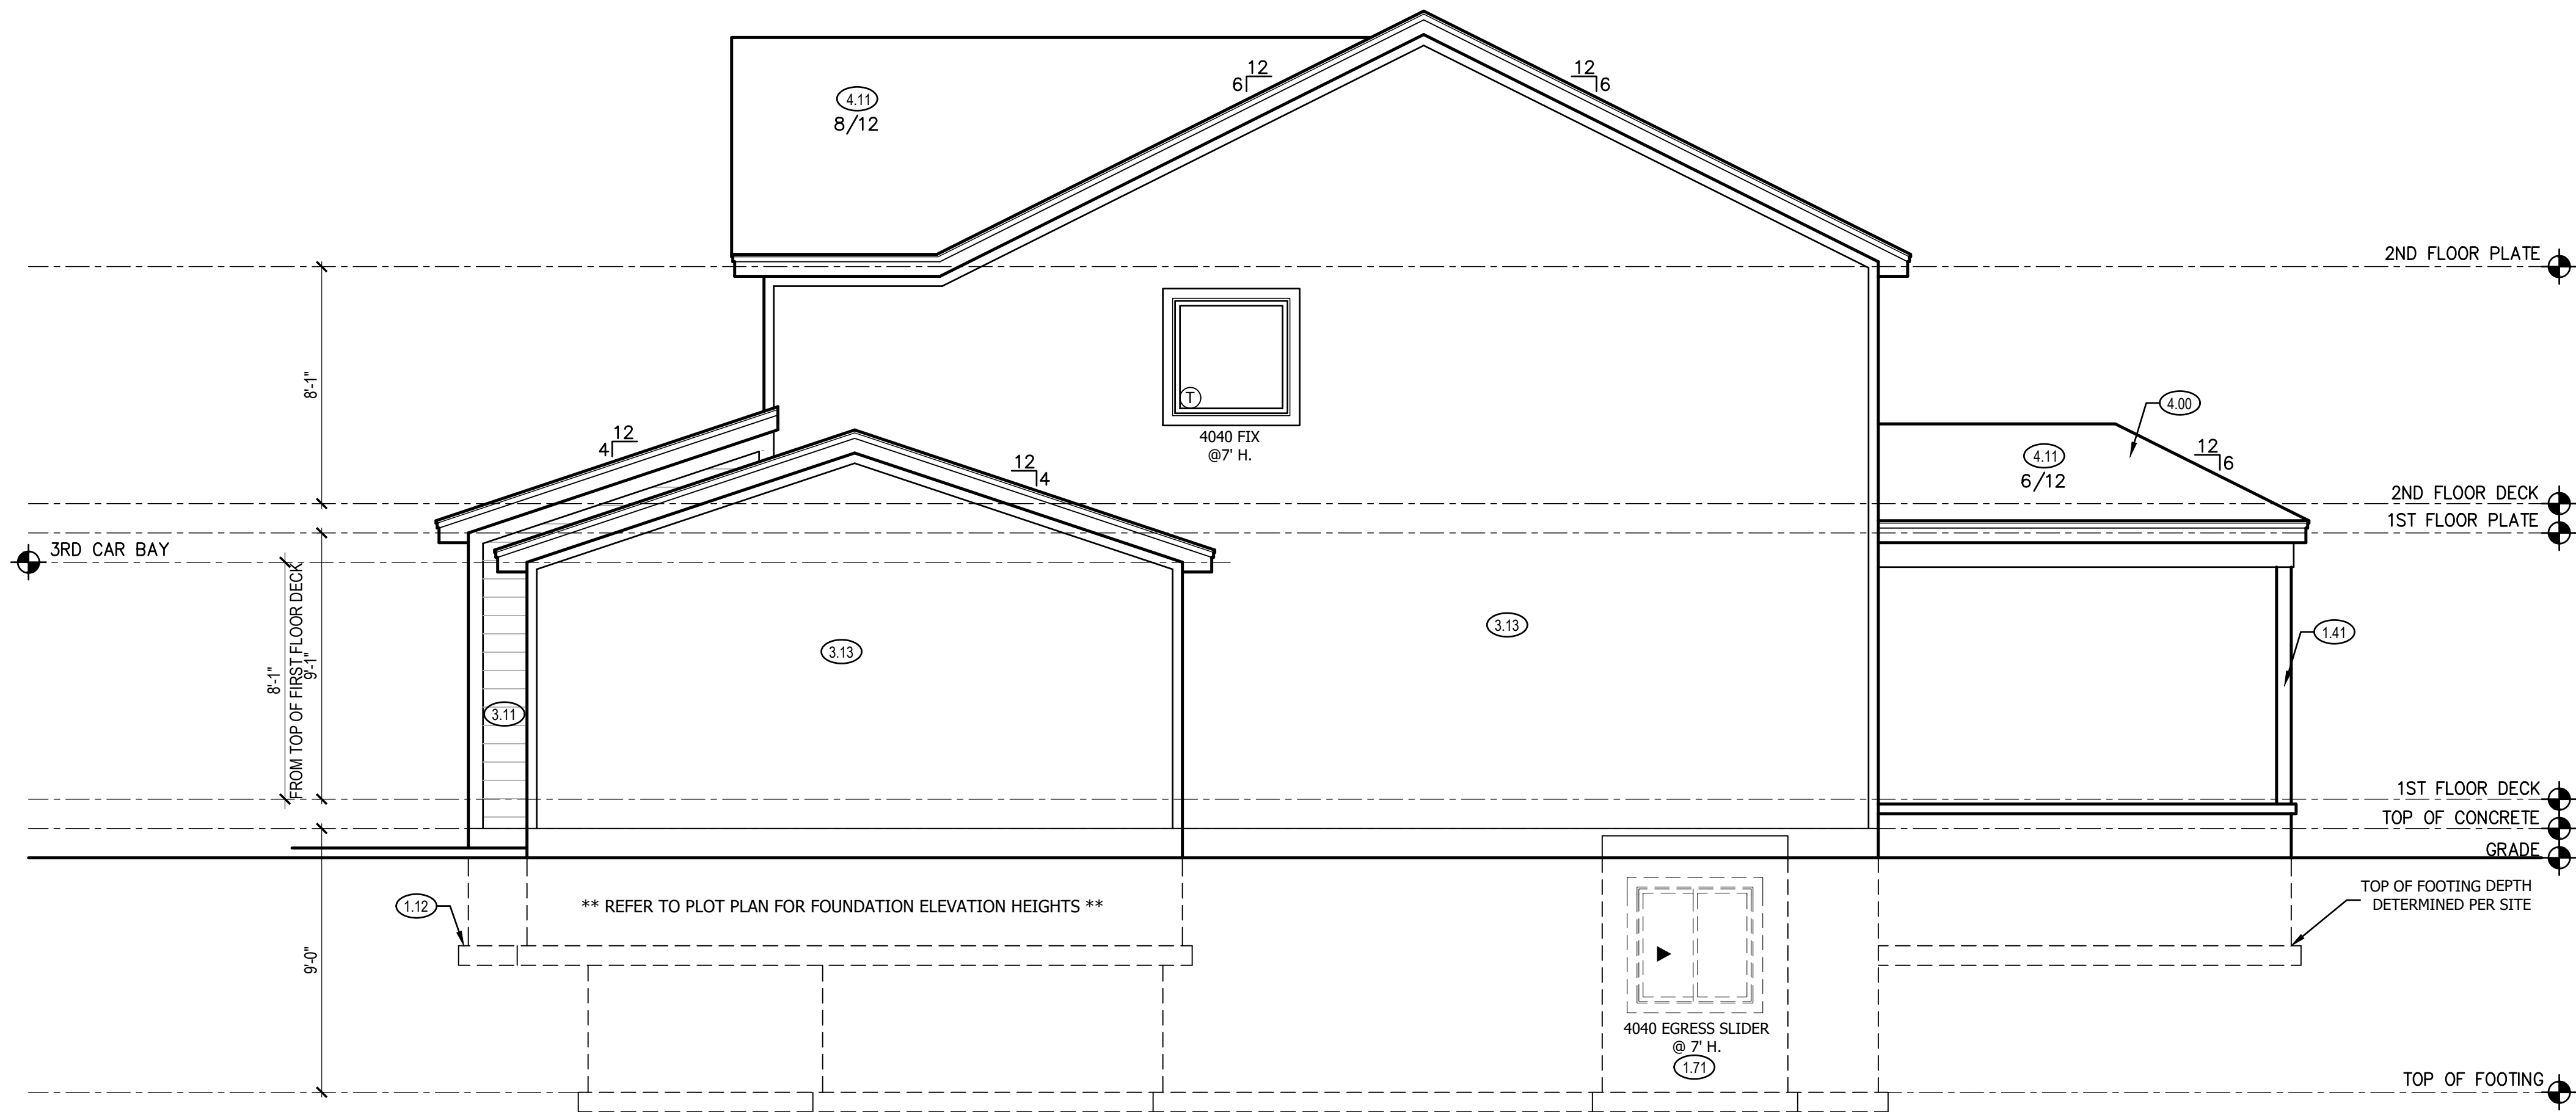 12
6
12
6
4.11
8/12
2ND FLOOR PLATE
8'-1"
T
4040 FIX
@7' H.
12
4
12
4
4.00
12
6
4.11
6/12
2ND FLOOR DECK
1ST FLOOR PLATE
3RD CAR BAY
8'-1"
FROM TOP OF FIRST FLOOR DECK
9'-1"
3.13
3.13
1.41
3.11
1ST FLOOR DECK
TOP OF CONCRETE
GRADE
1.12
** REFER TO PLOT PLAN FOR FOUNDATION ELEVATION HEIGHTS **
TOP OF FOOTING DEPTH
DETERMINED PER SITE
9'-0"
4040 EGRESS SLIDER
@ 7' H.
1.71
TOP OF FOOTING